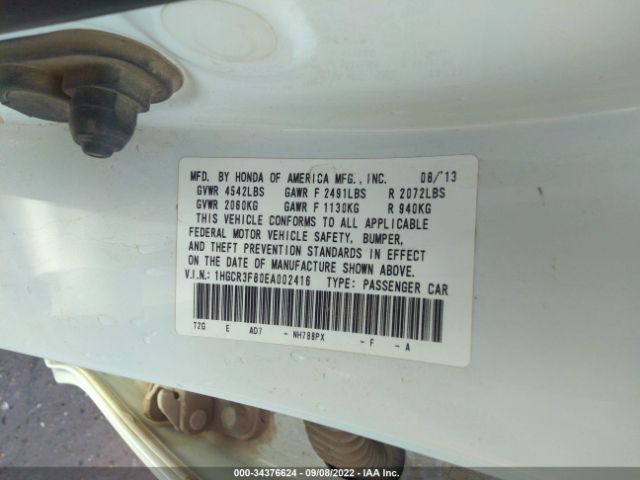 MFD. BY HONDA OF AMERICA MFG., INC. 08/'13
GVWR 4542LBS GAWR F 2491LBS R 2072LBS
GVWR 2060KG GAWR F 1130KG R 940KG
THIS VEHICLE CONFORMS TO ALL APPLICABLE
FEDERAL MOTOR VEHICLE SAFETY, BUMPER,
AND THEFT PREVENTION STANDARDS IN EFFECT
ON THE DATE OF MANUFACTURE SHOWN ABOVE.
V.I.N.: 1HGCR3F80EA002416 TYPE: PASSENGER CAR
T2G E AD7 - NH788PX - F - A
000-34376624 - 09/08/2022 - IAA Inc.